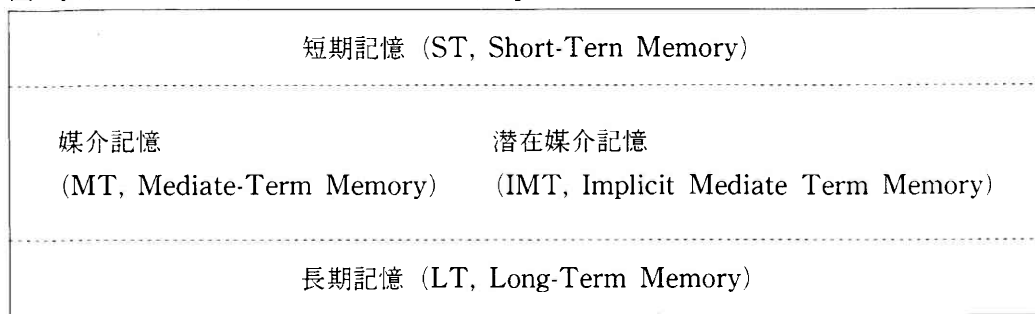 短期記憶 (ST, Short-Tern Memory)
媒介記憶 潜在媒介記憶
(MT, Mediate-Term Memory) (IMT, Implicit Mediate Term Memory)
長期記憶 (LT, Long-Term Memory)